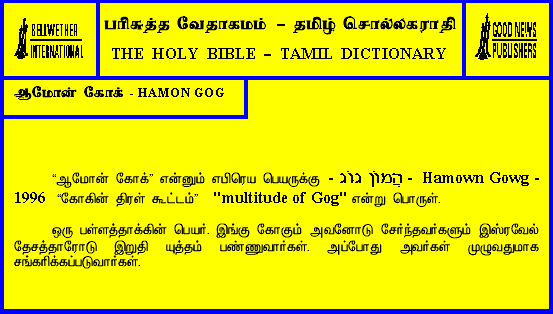 BELLWETHER
INTERNATIONAL
பரிசுத்த வேதாகமம் – தமிழ் சொல்லகராதி
THE HOLY BIBLE – TAMIL DICTIONARY
GOOD NEWS
PUBLISHERS
ஆமோன் கோக் - HAMON GOG
“ஆமோன் கோக்” என்னும் எபிரெய பெயருக்கு - הֲמוֹן גּוֹג - Hamown Gowg -
1996 “கோகின் திரள் கூட்டம்” "multitude of Gog" என்று பொருள்.
ஒரு பள்ளத்தாக்கின் பெயர். இங்கு கோகும் அவனோடு சேர்ந்தவர்களும் இஸ்ரவேல்
தேசத்தாரோடு இறுதி யுத்தம் பண்ணுவார்கள். அப்போது அவர்கள் முழுவதுமாக
சங்கரிக்கப்படுவார்கள்.